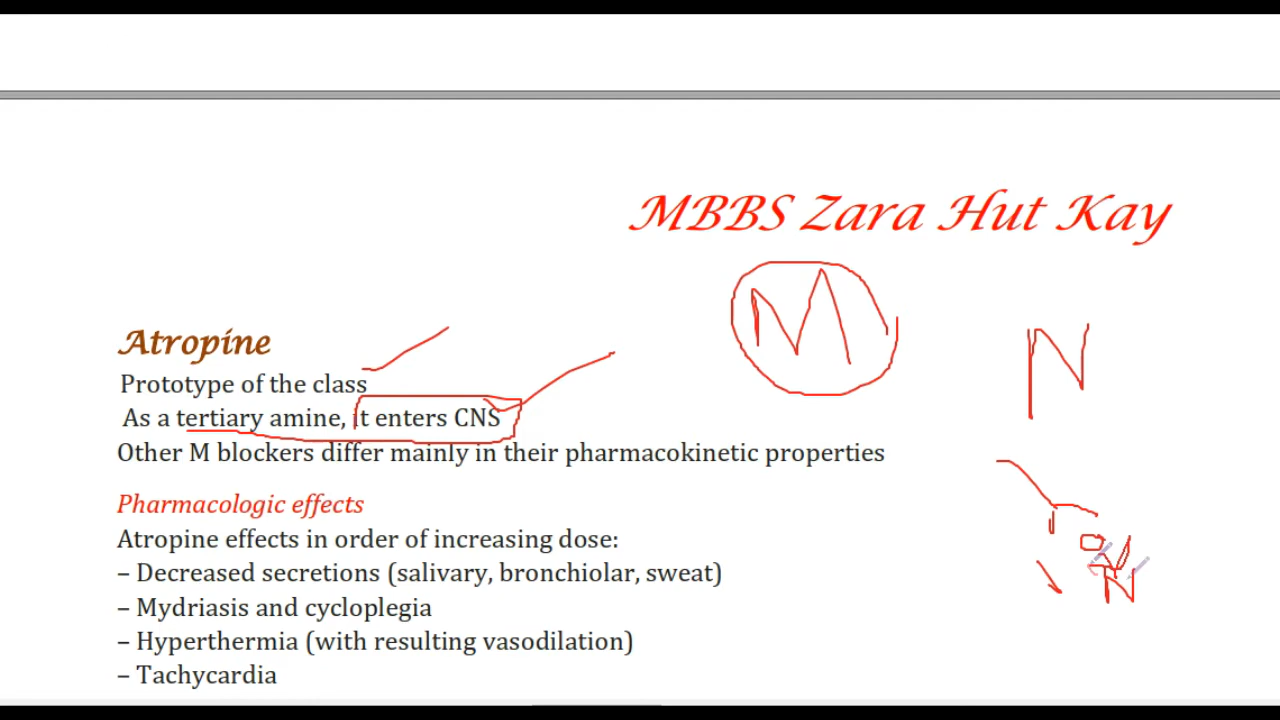 MBBS Zara Hut Kay
M
N
Atropine
Prototype of the class
As a tertiary amine, it enters CNS
Other M blockers differ mainly in their pharmacokinetic properties
Pharmacologic effects
Atropine effects in order of increasing dose:
– Decreased secretions (salivary, bronchiolar, sweat)
– Mydriasis and cycloplegia
N
– Hyperthermia (with resulting vasodilation)
– Tachycardia